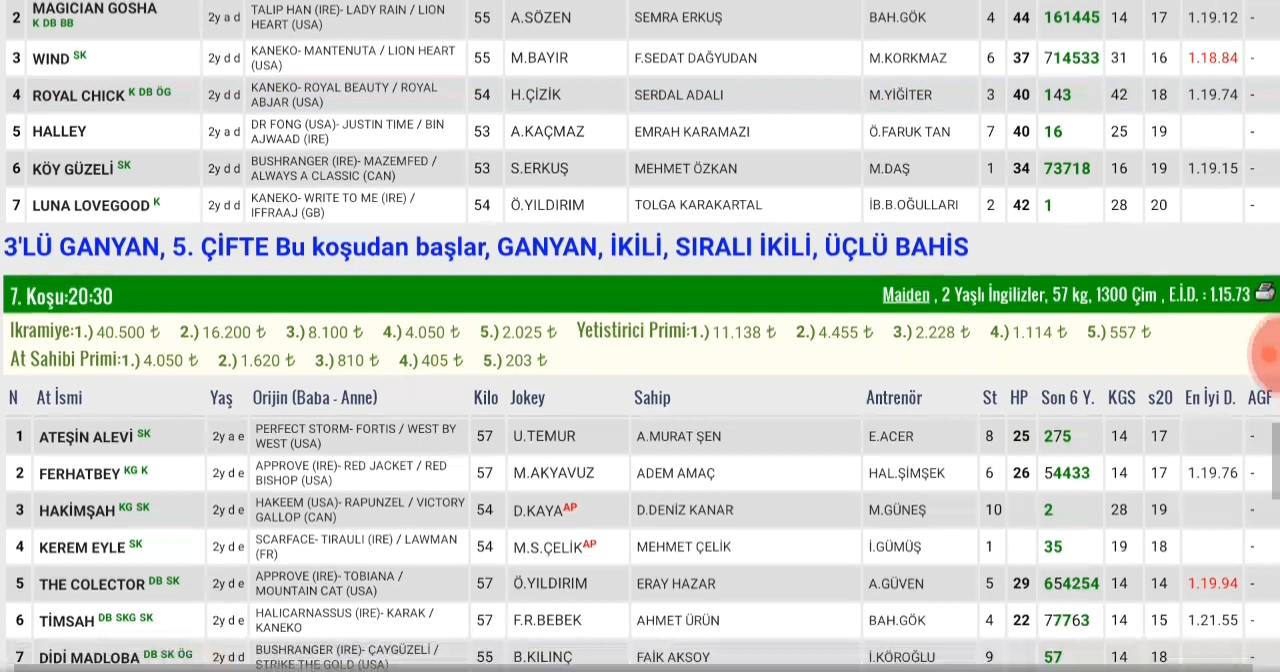 2 MAGICIAN GOSHA K DB BB 2y a d TALIP HAN (IRE)- LADY RAIN / LION HEART (USA) 55 A.SÖZEN SEMRA ERKUŞ BAH.GÖK 4 44 161445 14 17 1.19.12 -
3 WIND SK 2y d d KANEKO- MANTENUTA / LION HEART (USA) 55 M.BAYIR F.SEDAT DAĞYUDAN M.KORKMAZ 6 37 714533 31 16 1.18.84 -
4 ROYAL CHICK K DB ÖG 2y d d KANEKO- ROYAL BEAUTY / ROYAL ABJAR (USA) 54 H.ÇİZİK SERDAL ADALI M.YİĞİTER 3 40 143 42 18 1.19.74 -
5 HALLEY 2y a d DR FONG (USA)- JUSTIN TIME / BIN AJWAAD (IRE) 53 A.KAÇMAZ EMRAH KARAMAZI Ö.FARUK TAN 7 40 16 25 19 -
6 KÖY GÜZELİ SK 2y d d BUSHRANGER (IRE)- MAZEMFED / ALWAYS A CLASSIC (CAN) 53 S.ERKUŞ MEHMET ÖZKAN M.DAŞ 1 34 73718 16 19 1.19.15 -
7 LUNA LOVEGOOD K 2y d d KANEKO- WRITE TO ME (IRE) / IFFRAAJ (GB) 54 Ö.YILDIRIM TOLGA KARAKARTAL İB.B.OĞULLARI 2 42 1 28 20 -
3'LÜ GANYAN, 5. ÇİFTE Bu koşudan başlar, GANYAN, İKİLİ, SIRALI İKİLİ, ÜÇLÜ BAHİS
7. Koşu:20:30 Maiden , 2 Yaşlı İngilizler, 57 kg, 1300 Çim , E.İ.D. : 1.15.73
Ikramiye:1.) 40.500 ₺ 2.) 16.200 ₺ 3.) 8.100 ₺ 4.) 4.050 ₺ 5.) 2.025 ₺ Yetistirici Primi:1.) 11.138 ₺ 2.) 4.455 ₺ 3.) 2.228 ₺ 4.) 1.114 ₺ 5.) 557 ₺
At Sahibi Primi:1.) 4.050 ₺ 2.) 1.620 ₺ 3.) 810 ₺ 4.) 405 ₺ 5.) 203 ₺
N At İsmi Yaş Orijin (Baba - Anne) Kilo Jokey Sahip Antrenör St HP Son 6 Y. KGS s20 En İyi D. AGF
1 ATEŞİN ALEVİ SK 2y a e PERFECT STORM- FORTIS / WEST BY WEST (USA) 57 U.TEMUR A.MURAT ŞEN E.ACER 8 25 275 14 17 -
2 FERHATBEY KG K 2y d e APPROVE (IRE)- RED JACKET / RED BISHOP (USA) 57 M.AKYAVUZ ADEM AMAÇ HAL.ŞİMŞEK 6 26 54433 14 17 1.19.76 -
3 HAKİMŞAH KG SK 2y d e HAKEEM (USA)- RAPUNZEL / VICTORY GALLOP (CAN) 54 D.KAYA AP D.DENİZ KANAR M.GÜNEŞ 10 2 28 19 -
4 KEREM EYLE SK 2y d e SCARFACE- TIRAULI (IRE) / LAWMAN (FR) 54 M.S.ÇELİK AP MEHMET ÇELİK İ.GÜMÜŞ 1 35 19 18 -
5 THE COLECTOR DB SK 2y d e APPROVE (IRE)- TOBIANA / MOUNTAIN CAT (USA) 57 Ö.YILDIRIM ERAY HAZAR A.GÜVEN 5 29 654254 14 14 1.19.94 -
6 TİMSAH DB SKG SK 2y d e HALICARNASSUS (IRE)- KARAK / KANEKO 57 F.R.BEBEK AHMET ÜRÜN BAH.GÖK 4 22 77763 14 15 1.21.55 -
7 DİDİ MADLOBA DB SK ÖG 2y d d BUSHRANGER (IRE)- ÇAYGÜZELİ / STRIKE THE GOLD (USA) 55 B.KILINÇ FAİK AKSOY İ.KÖROĞLU 9 57 14 18 -